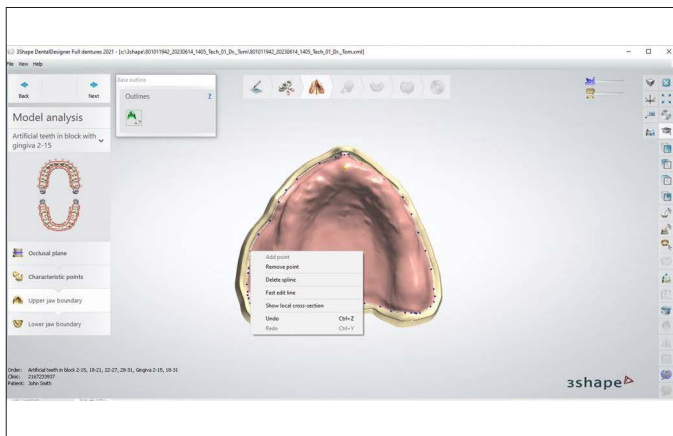 3Shape DentalDesigner Full dentures 2021 - [c:\3shape\801011942_20230614_1405_Tech_01_Dr._Tom\801011942_20230614_1405_Tech_01_Dr._Tom.xml]
File View Help
Back
Next
Save outline
Outlines
?
Model analysis
Artificial teeth in block with
gingiva 2-15
Occlusal plane
Characteristic points
Upper jaw boundary
Lower jaw boundary
Add point
Remove point
Delete spline
Fast edit line
Show local cross-section
Undo Ctrl+Z
Redo Ctrl+Y
Order: Artificial teeth in block 2-15, 18-21, 22-27, 28-31, Gingiva 2-15, 18-31
Clinic: 2167233937
Patient: John Smith
3shape